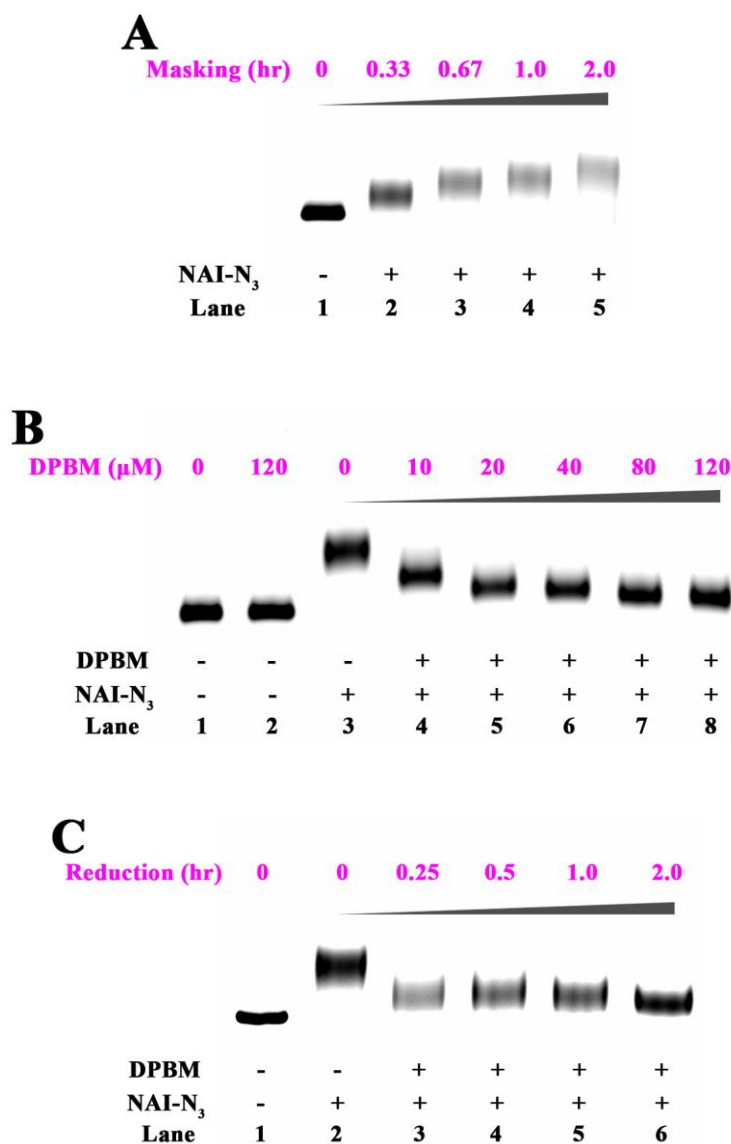 A
Masking (hr) 0 0.33 0.67 1.0 2.0
NAI-N₃ - + + + +
Lane 1 2 3 4 5
B
DPBM (μM) 0 120 0 10 20 40 80 120
DPBM - - - + + + + +
NAI-N₃ - - + + + + + +
Lane 1 2 3 4 5 6 7 8
C
Reduction (hr) 0 0 0.25 0.5 1.0 2.0
DPBM - - + + + +
NAI-N₃ - + + + + +
Lane 1 2 3 4 5 6